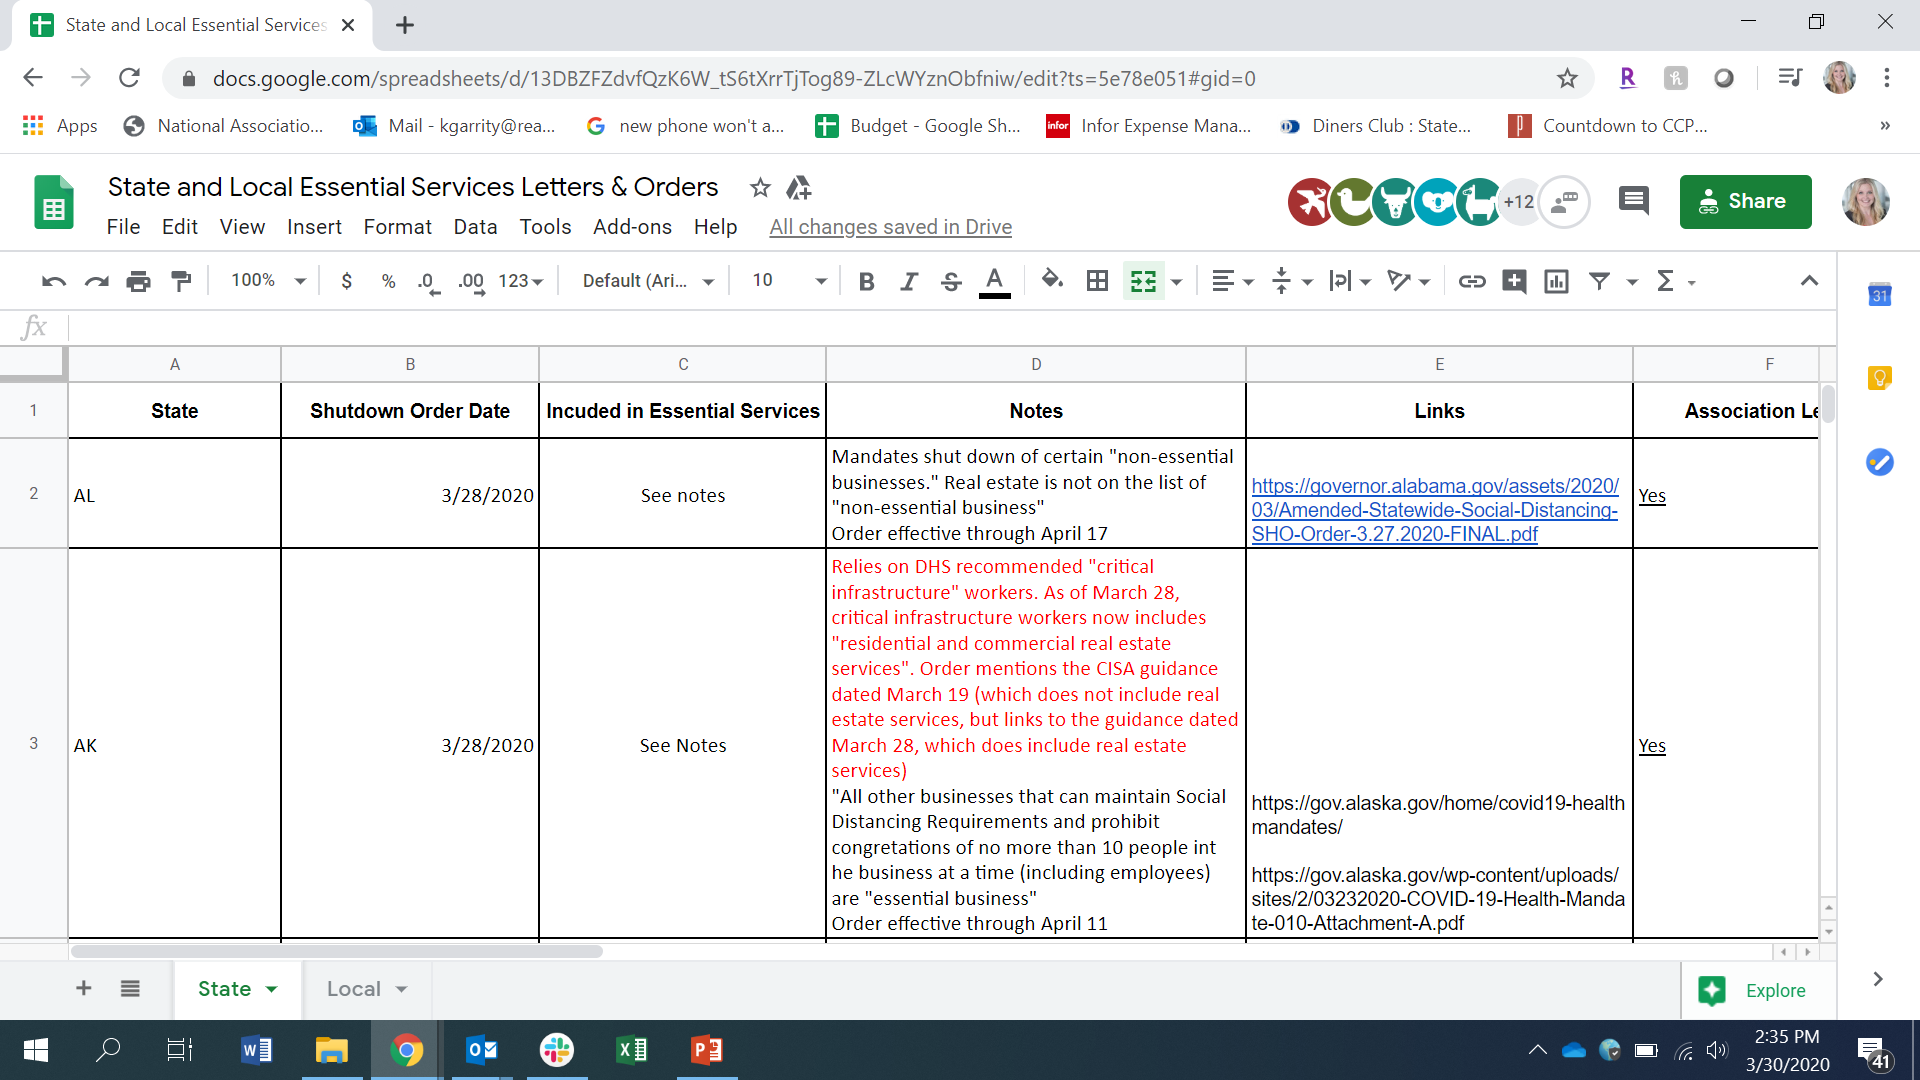 State and Local Essential Services
docs.google.com/spreadsheets/d/13DBZFZdvfQzK6W_tS6tXrrTjTog89-ZLcWYznObfniw/edit?ts=5e78e051#gid=0
R
h
Apps
National Associatio...
Mail - kgarrity@rea...
new phone won't a...
Budget - Google Sh...
infor
Infor Expense Mana...
Diners Club : State...
Countdown to CCP...
»
State and Local Essential Services Letters & Orders
+12
Share
File Edit View Insert Format Data Tools Add-ons Help All changes saved in Drive
100% $ % .0 .00 123 Default (Ari... 10 B I S A Σ
31
fx
A B C D E F
1 State Shutdown Order Date Incuded in Essential Services Notes Links Association Le
2 AL 3/28/2020 See notes
Mandates shut down of certain "non-essential
businesses." Real estate is not on the list of
"non-essential business"
Order effective through April 17
https://governor.alabama.gov/assets/2020/
03/Amended-Statewide-Social-Distancing-
SHO-Order-3.27.2020-FINAL.pdf
Yes
3 AK 3/28/2020 See Notes
Relies on DHS recommended "critical
infrastructure" workers. As of March 28,
critical infrastructure workers now includes
"residential and commercial real estate
services". Order mentions the CISA guidance
dated March 19 (which does not include real
estate services, but links to the guidance dated
March 28, which does include real estate
services)
"All other businesses that can maintain Social
Distancing Requirements and prohibit
congretations of no more than 10 people int
he business at a time (including employees)
are "essential business"
Order effective through April 11
https://gov.alaska.gov/home/covid19-health
mandates/
https://gov.alaska.gov/wp-content/uploads/
sites/2/03232020-COVID-19-Health-Manda
te-010-Attachment-A.pdf
Yes
State
Local
Explore
2:35 PM
3/30/2020
41